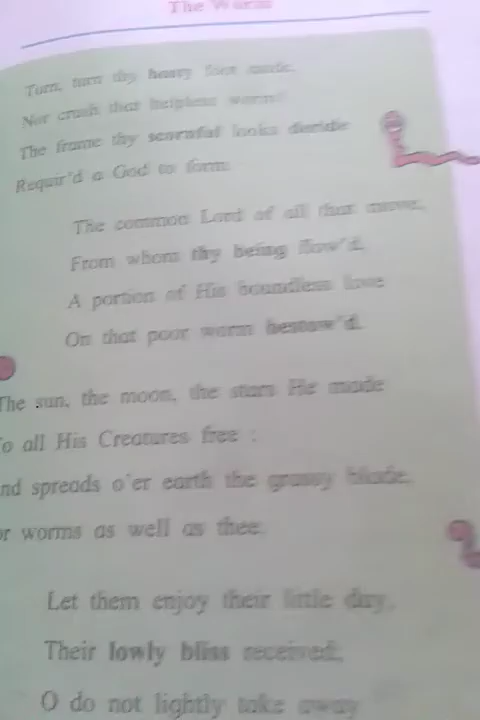 The Worm
Turn, turn thy heavy foot aside,
Nor crush that helpless worm!
The frame thy scornful looks deride
Requir'd a God to form.
The common Lord of all that move,
From whom thy being flow'd,
A portion of His boundless love
On that poor worm bestow'd.
The sun, the moon, the stars He made
o all His Creatures free :
nd spreads o'er earth the grassy blade,
or worms as well as thee.
Let them enjoy their little day,
Their lowly bliss received;
O do not lightly take away